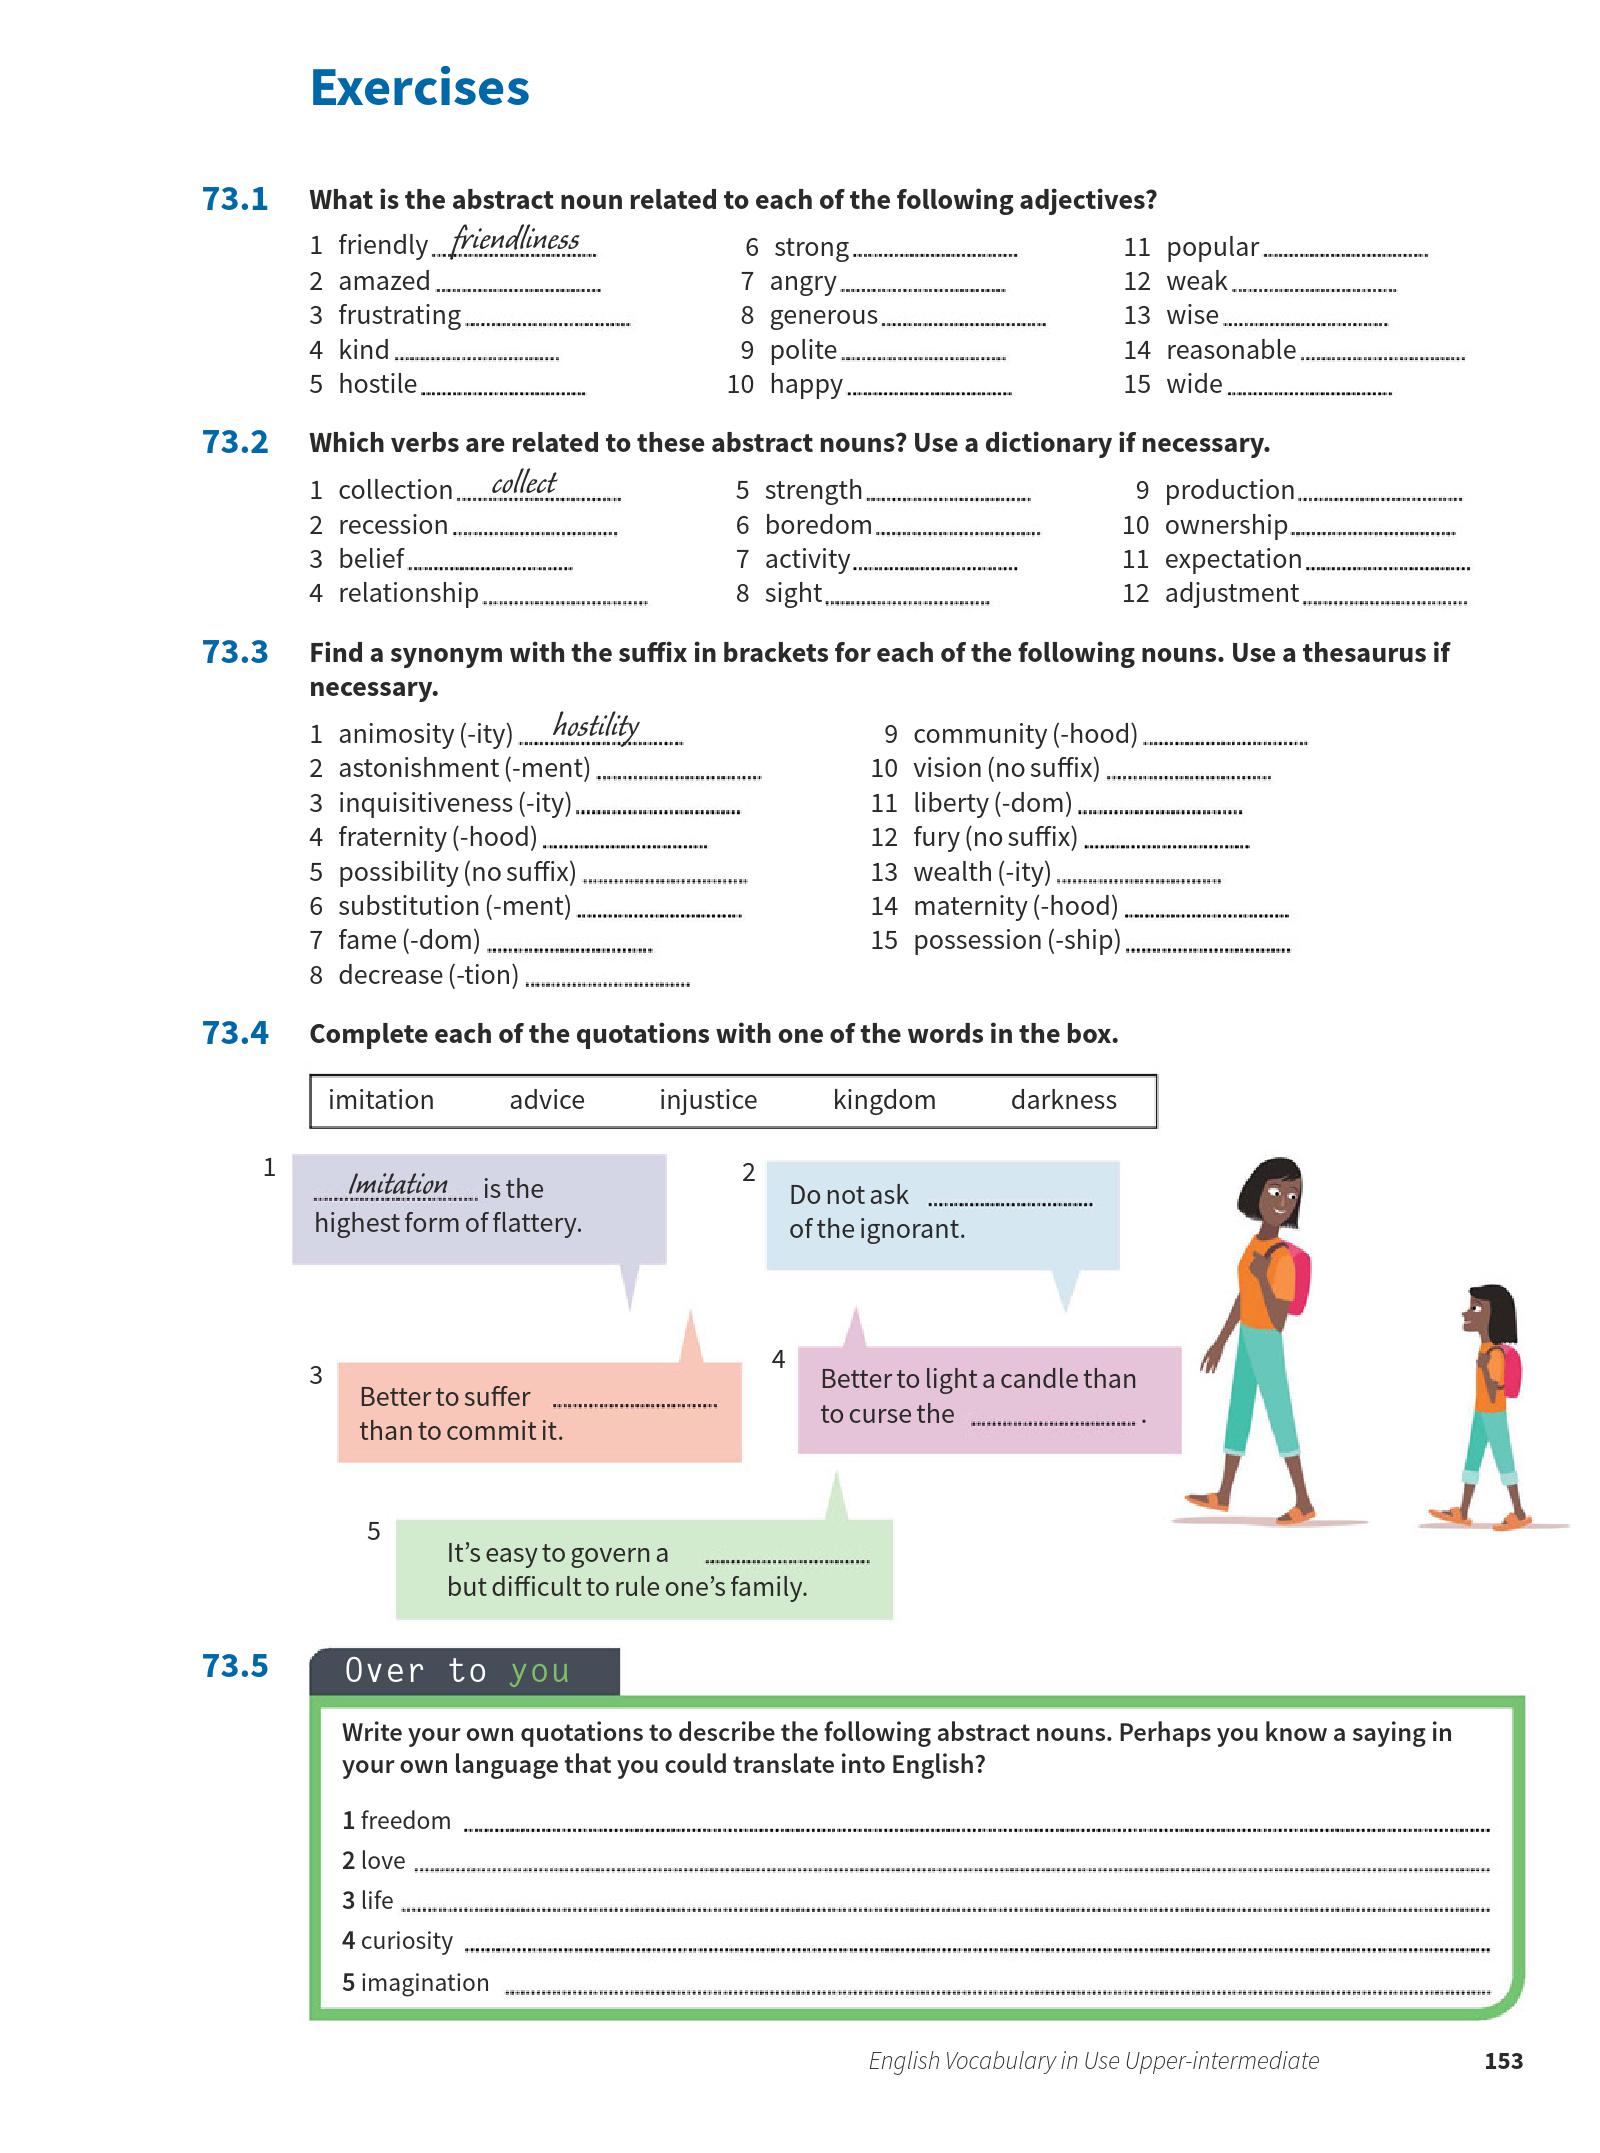 Exercises
73.1 What is the abstract noun related to each of the following adjectives?
1 friendly friendliness
2 amazed
3 frustrating
4 kind
5 hostile
6 strong
7 angry
8 generous
9 polite
10 happy
11 popular
12 weak
13 wise
14 reasonable
15 wide
73.2 Which verbs are related to these abstract nouns? Use a dictionary if necessary.
1 collection collect
2 recession
3 belief
4 relationship
5 strength
6 boredom
7 activity
8 sight
9 production
10 ownership
11 expectation
12 adjustment
73.3 Find a synonym with the suffix in brackets for each of the following nouns. Use a thesaurus if
necessary.
1 animosity (-ity) hostility
2 astonishment (-ment)
3 inquisitiveness (-ity)
4 fraternity (-hood)
5 possibility (no suffix)
6 substitution (-ment)
7 fame (-dom)
8 decrease (-tion)
9 community (-hood)
10 vision (no suffix)
11 liberty (-dom)
12 fury (no suffix)
13 wealth (-ity)
14 maternity (-hood)
15 possession (-ship)
73.4 Complete each of the quotations with one of the words in the box.
imitation advice injustice kingdom darkness
1 Imitation is the
highest form of flattery.
2 Do not ask
of the ignorant.
3 Better to suffer
than to commit it.
4 Better to light a candle than
to curse the .
5 It's easy to govern a
but difficult to rule one's family.
73.5 Over to you
Write your own quotations to describe the following abstract nouns. Perhaps you know a saying in
your own language that you could translate into English?
1 freedom
2 love
3 life
4 curiosity
5 imagination
English Vocabulary in Use Upper-intermediate 153